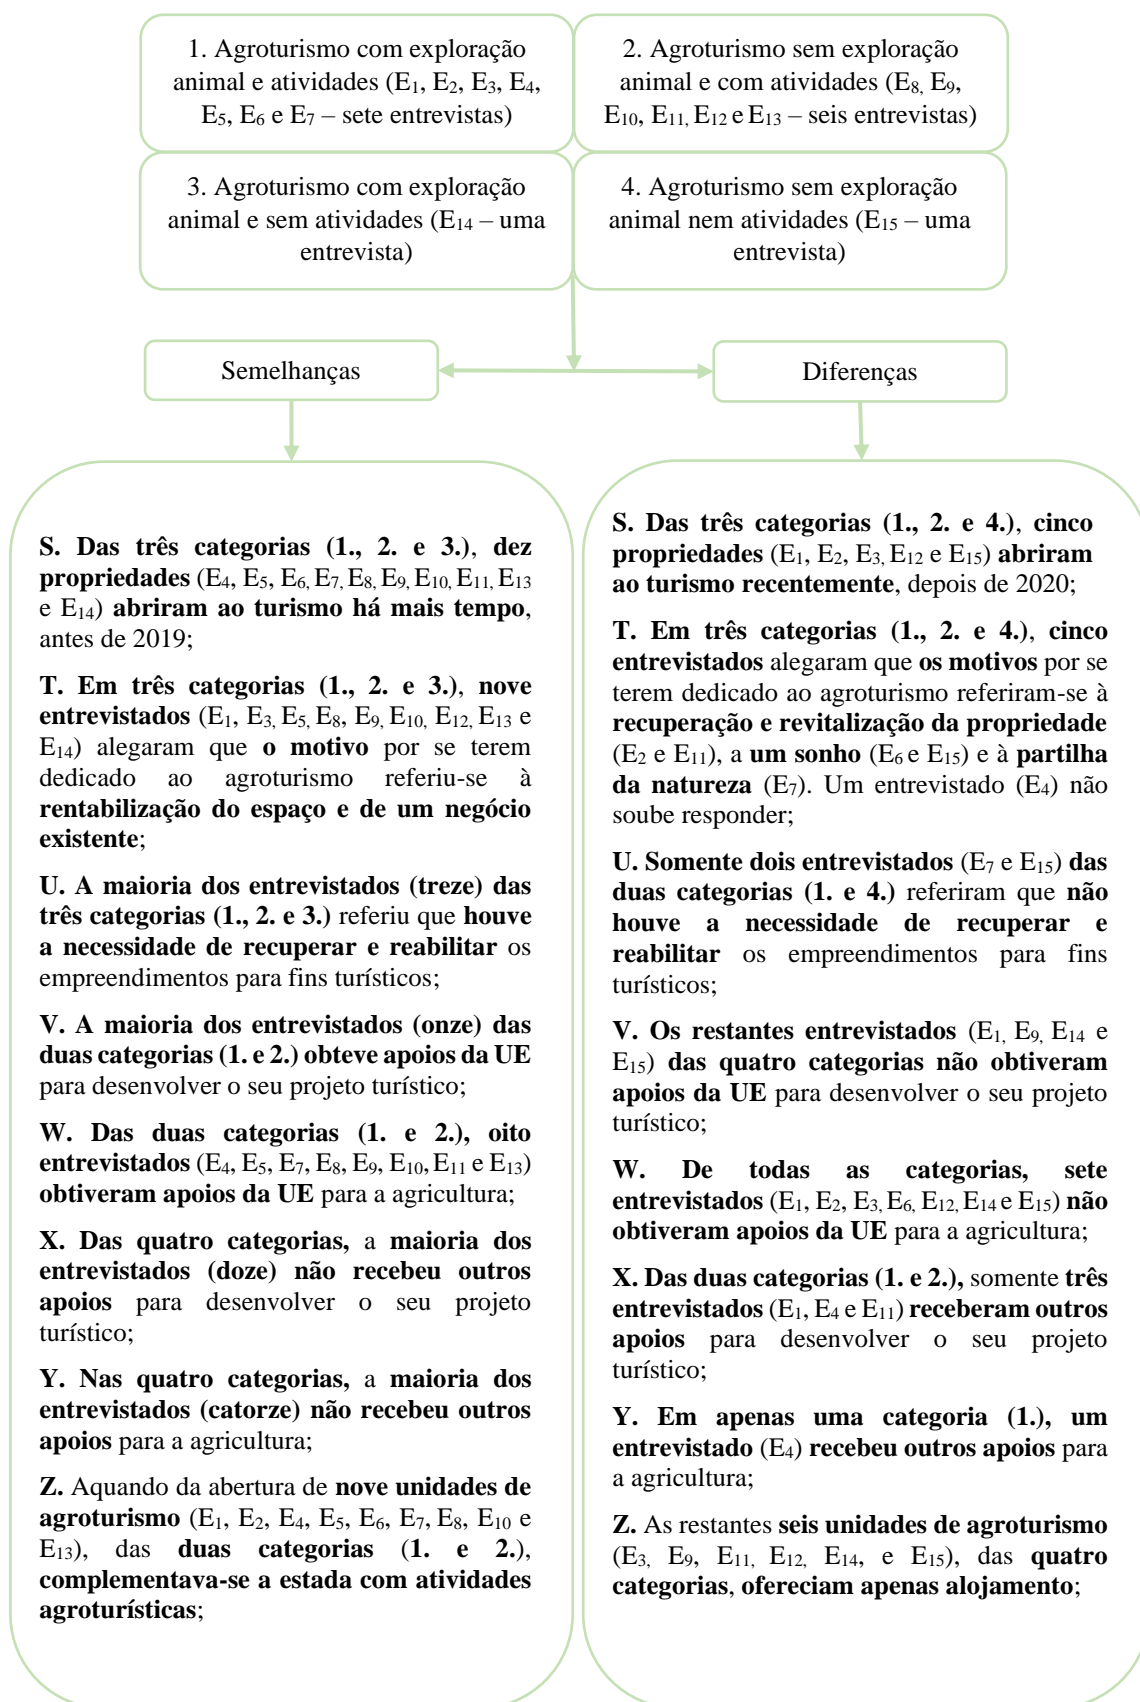 1. Agroturismo com exploração
animal e atividades (E1, E2, E3, E4,
E5, E6 e E7 – sete entrevistas)
2. Agroturismo sem exploração
animal e com atividades (E8, E9,
E10, E11, E12 e E13 – seis entrevistas)
3. Agroturismo com exploração
animal e sem atividades (E14 – uma
entrevista)
4. Agroturismo sem exploração
animal nem atividades (E15 – uma
entrevista)
Semelhanças
Diferenças
S. Das três categorias (1., 2. e 3.), dez
propriedades (E4, E5, E6, E7, E8, E9, E10, E11, E13
e E14) abriram ao turismo há mais tempo,
antes de 2019;
T. Em três categorias (1., 2. e 3.), nove
entrevistados (E1, E3, E5, E8, E9, E10, E12, E13 e
E14) alegaram que o motivo por se terem
dedicado ao agroturismo referiu-se à
rentabilização do espaço e de um negócio
existente;
U. A maioria dos entrevistados (treze) das
três categorias (1., 2. e 3.) referiu que houve
a necessidade de recuperar e reabilitar os
empreendimentos para fins turísticos;
V. A maioria dos entrevistados (onze) das
duas categorias (1. e 2.) obteve apoios da UE
para desenvolver o seu projeto turístico;
W. Das duas categorias (1. e 2.), oito
entrevistados (E4, E5, E7, E8, E9, E10, E11 e E13)
obtiveram apoios da UE para a agricultura;
X. Das quatro categorias, a maioria dos
entrevistados (doze) não recebeu outros
apoios para desenvolver o seu projeto
turístico;
Y. Nas quatro categorias, a maioria dos
entrevistados (catorze) não recebeu outros
apoios para a agricultura;
Z. Aquando da abertura de nove unidades de
agroturismo (E1, E2, E4, E5, E6, E7, E8, E10 e
E13), das duas categorias (1. e 2.),
complementava-se a estada com atividades
agroturísticas;
S. Das três categorias (1., 2. e 4.), cinco
propriedades (E1, E2, E3, E12 e E15) abriram
ao turismo recentemente, depois de 2020;
T. Em três categorias (1., 2. e 4.), cinco
entrevistados alegaram que os motivos por se
terem dedicado ao agroturismo referiram-se à
recuperação e revitalização da propriedade
(E2 e E11), a um sonho (E6 e E15) e à partilha
da natureza (E7). Um entrevistado (E4) não
soube responder;
U. Somente dois entrevistados (E7 e E15) das
duas categorias (1. e 4.) referiram que não
houve a necessidade de recuperar e
reabilitar os empreendimentos para fins
turísticos;
V. Os restantes entrevistados (E1, E9, E14 e
E15) das quatro categorias não obtiveram
apoios da UE para desenvolver o seu projeto
turístico;
W. De todas as categorias, sete
entrevistados (E1, E2, E3, E6, E12, E14 e E15) não
obtiveram apoios da UE para a agricultura;
X. Das duas categorias (1. e 2.), somente três
entrevistados (E1, E4 e E11) receberam outros
apoios para desenvolver o seu projeto
turístico;
Y. Em apenas uma categoria (1.), um
entrevistado (E4) recebeu outros apoios para
a agricultura;
Z. As restantes seis unidades de agroturismo
(E3, E9, E11, E12, E14, e E15), das quatro
categorias, ofereciam apenas alojamento;